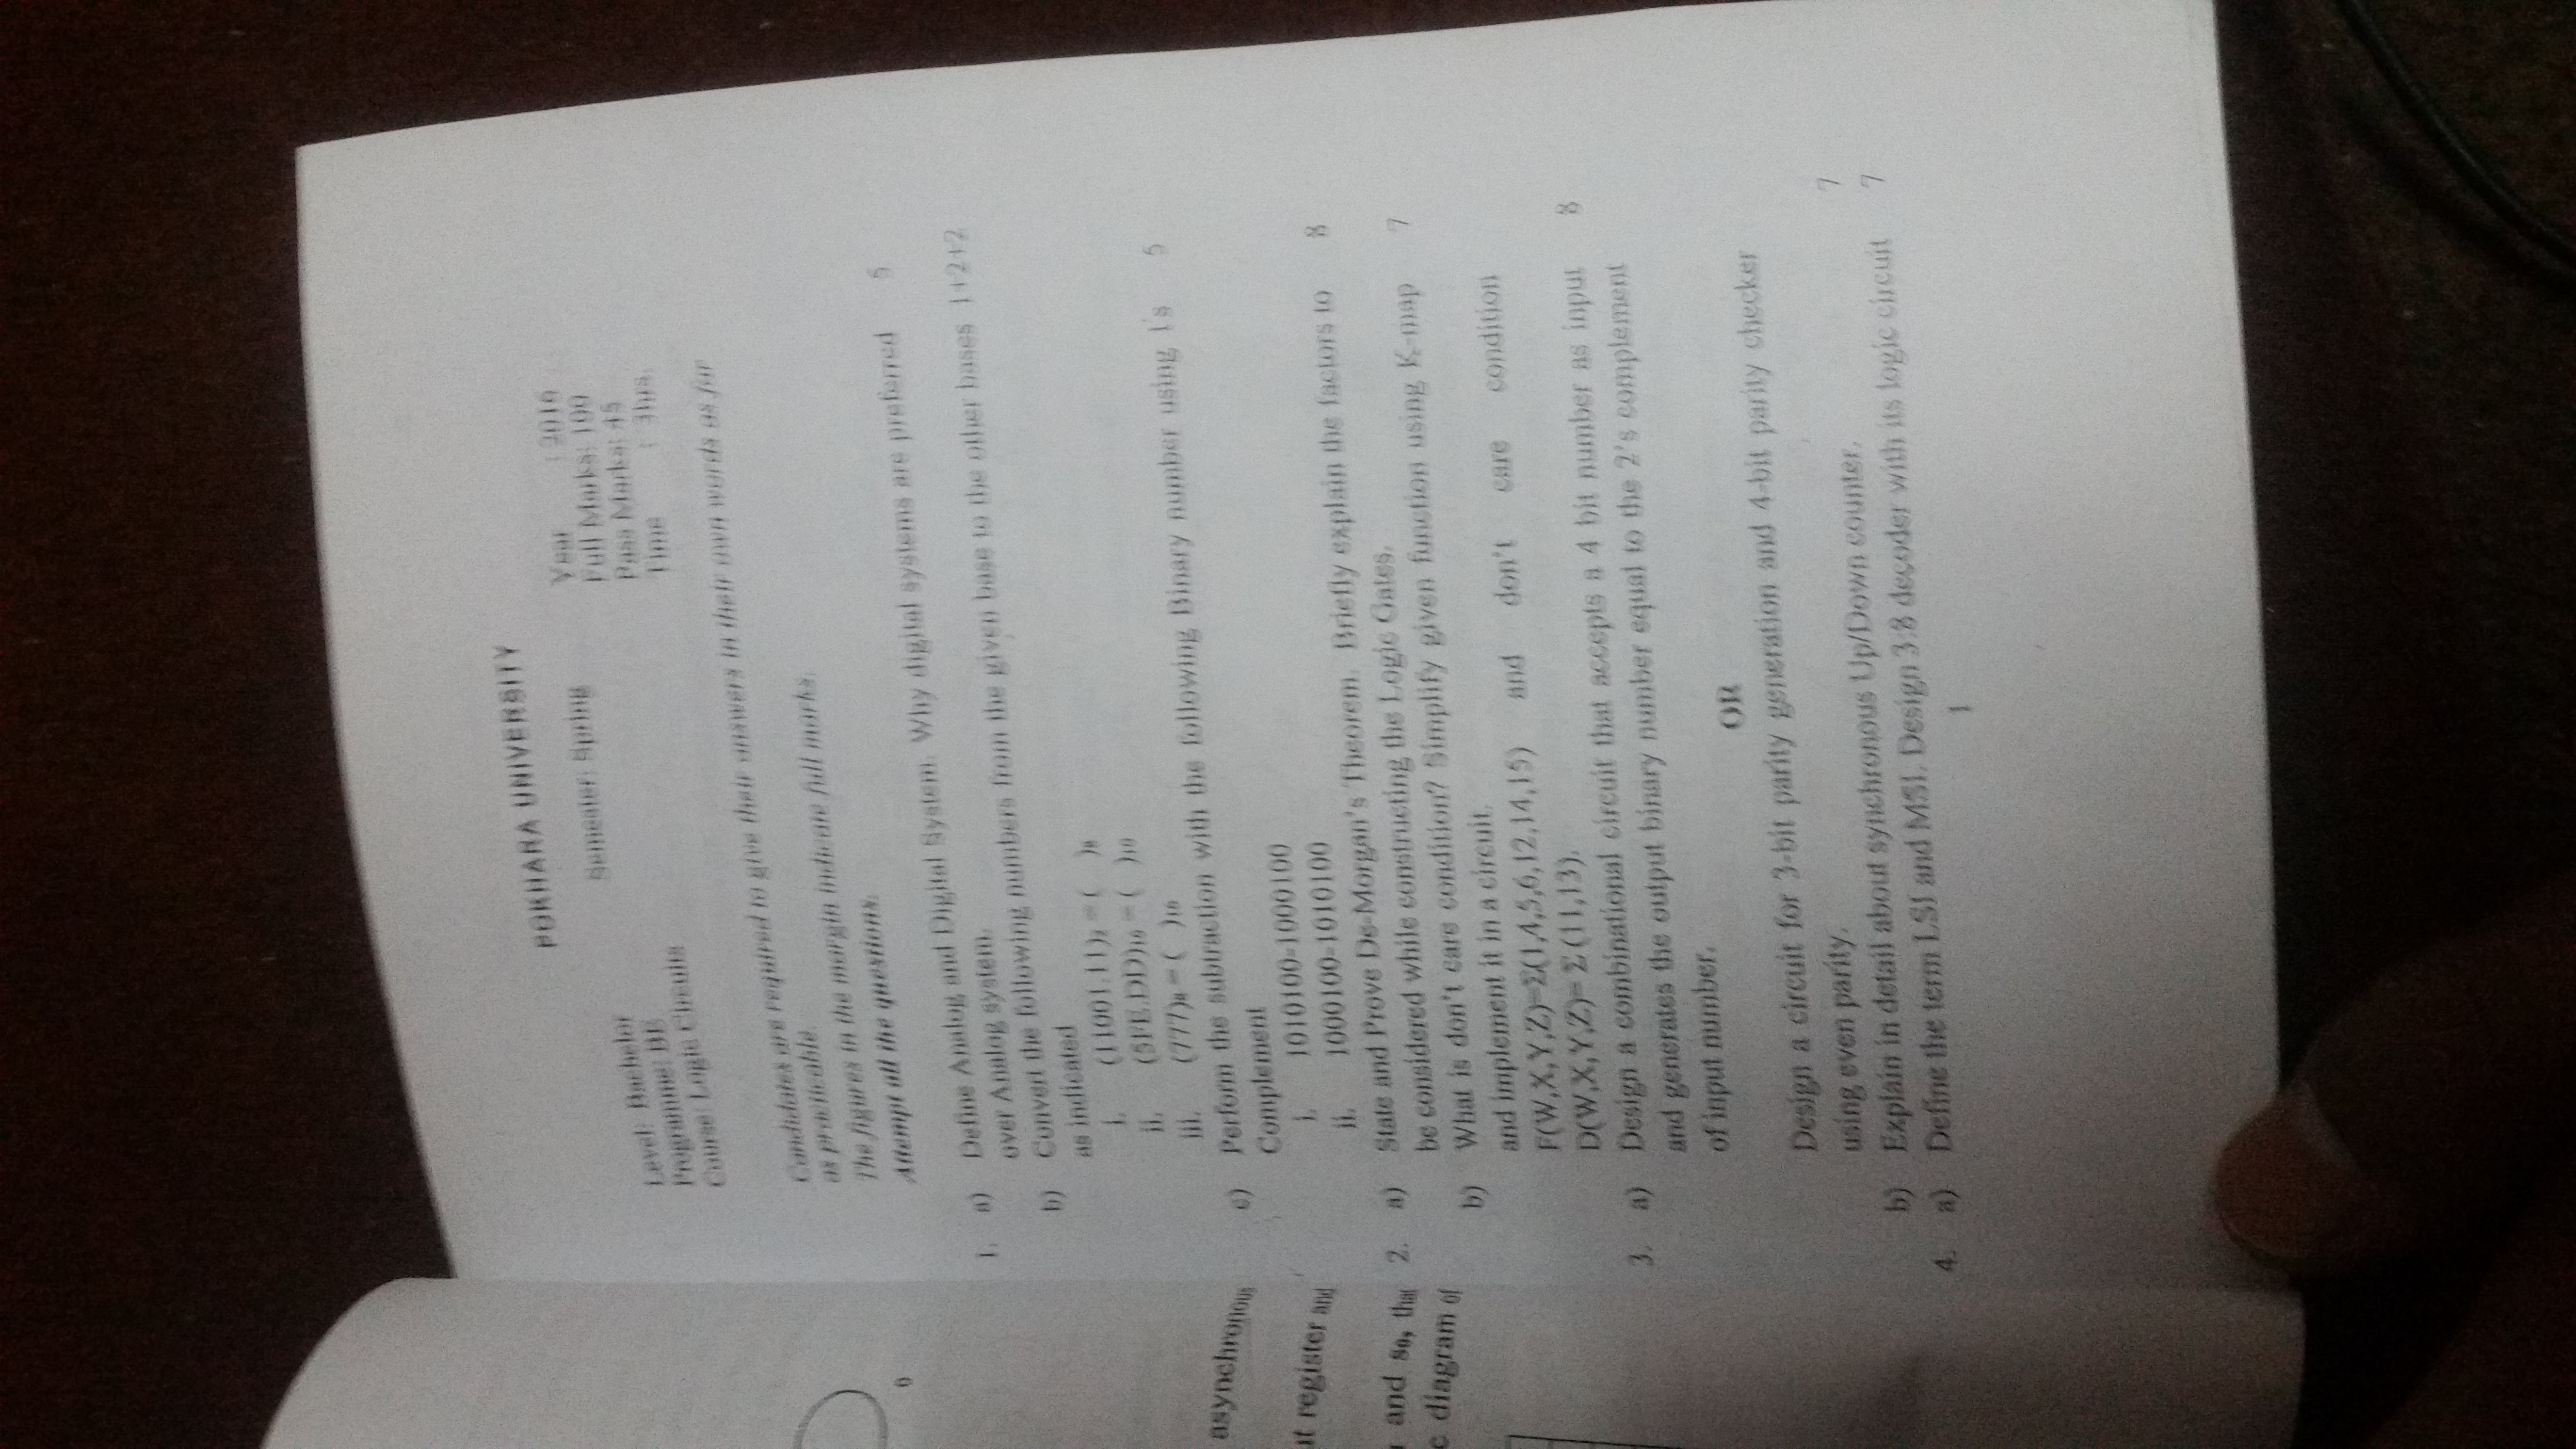 0
asynchronous
ut register and
and s₀, that
c diagram of
POKHARA UNIVERSITY
Semester: Spring
Level: Bachelor
Programme: BE
Course: Logic Circuits
Year : 2016
Full Marks: 100
Pass Marks: 45
Time : 3hrs.
Candidates are required to give their answers in their own words as far
as practicable.
The figures in the margin indicate full marks.
Attempt all the questions.
1. a) Define Analog and Digital System. Why digital systems are preferred 5
over Analog system.
b) Convert the following numbers from the given base to the other bases 1+2+2
as indicated
i. (11001.11)₂ = ( )₈
ii. (5FE.DD)₁₆ = ( )₁₀
iii. (777)₈ = ( )₁₆
c) Perform the subtraction with the following Binary number using 1's 5
Complement
i. 1010100-1000100
ii. 1000100-1010100
2. a) State and Prove De-Morgan's Theorem. Briefly explain the factors to 8
be considered while constructing the Logic Gates.
b) What is don't care condition? Simplify given function using K-map 7
and implement it in a circuit.
F(W,X,Y,Z)=Σ(1,4,5,6,12,14,15) and don't care condition
D(W,X,Y,Z)= Σ (11,13).
3. a) Design a combinational circuit that accepts a 4 bit number as input 8
and generates the output binary number equal to the 2's complement
of input number.
OR
Design a circuit for 3-bit parity generation and 4-bit parity checker
using even parity.
b) Explain in detail about synchronous Up/Down counter. 7
4. a) Define the term LSI and MSI. Design 3:8 decoder with its logic circuit 7
1